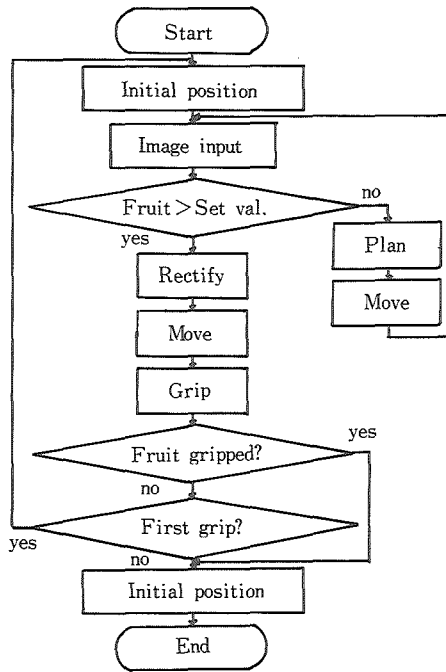 Start
Initial position
Image input
Fruit > Set val.
no
yes
Plan
Rectify
Move
Move
Grip
Fruit gripped?
yes
no
First grip?
yes
no
Initial position
End